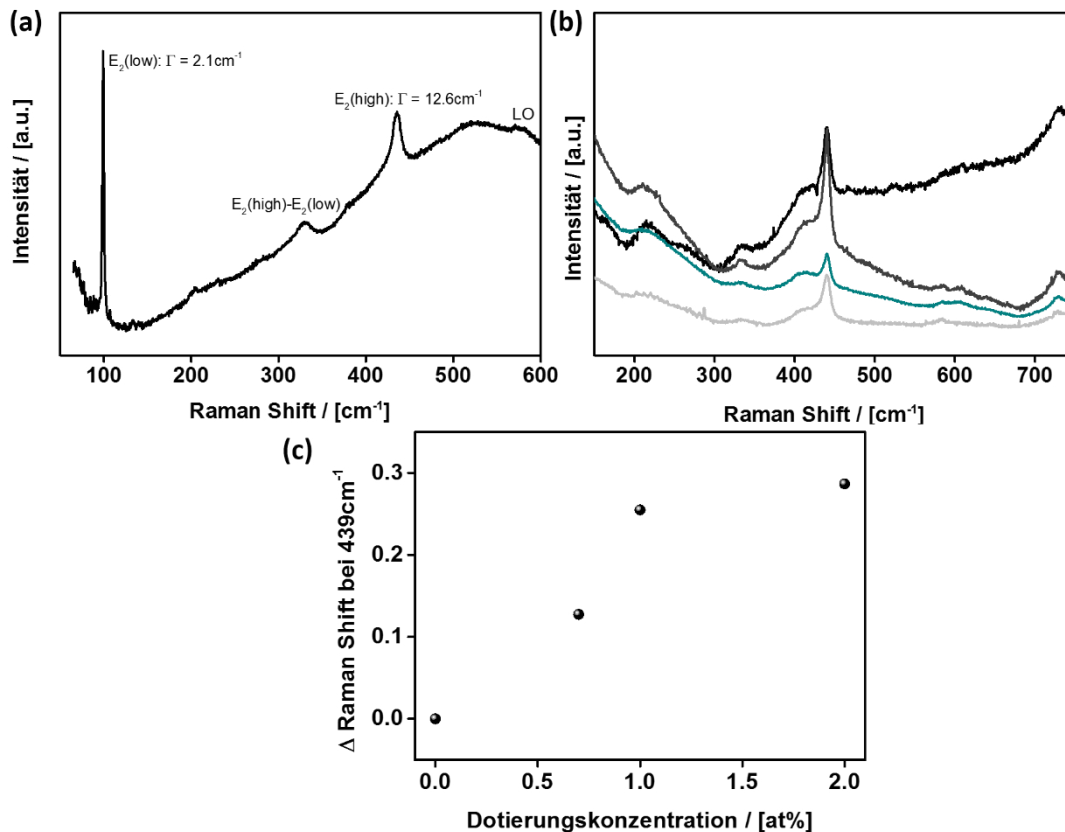 (a)
E₂(low): Γ = 2.1cm⁻¹
E₂(high): Γ = 12.6cm⁻¹
LO
E₂(high)-E₂(low)
Intensität / [a.u.]
100 200 300 400 500 600
Raman Shift / [cm⁻¹]
(b)
Intensität / [a.u.]
200 300 400 500 600 700
Raman Shift / [cm⁻¹]
(c)
Δ Raman Shift bei 439cm⁻¹
0.3
0.2
0.1
0.0
0.0 0.5 1.0 1.5 2.0
Dotierungskonzentration / [at%]